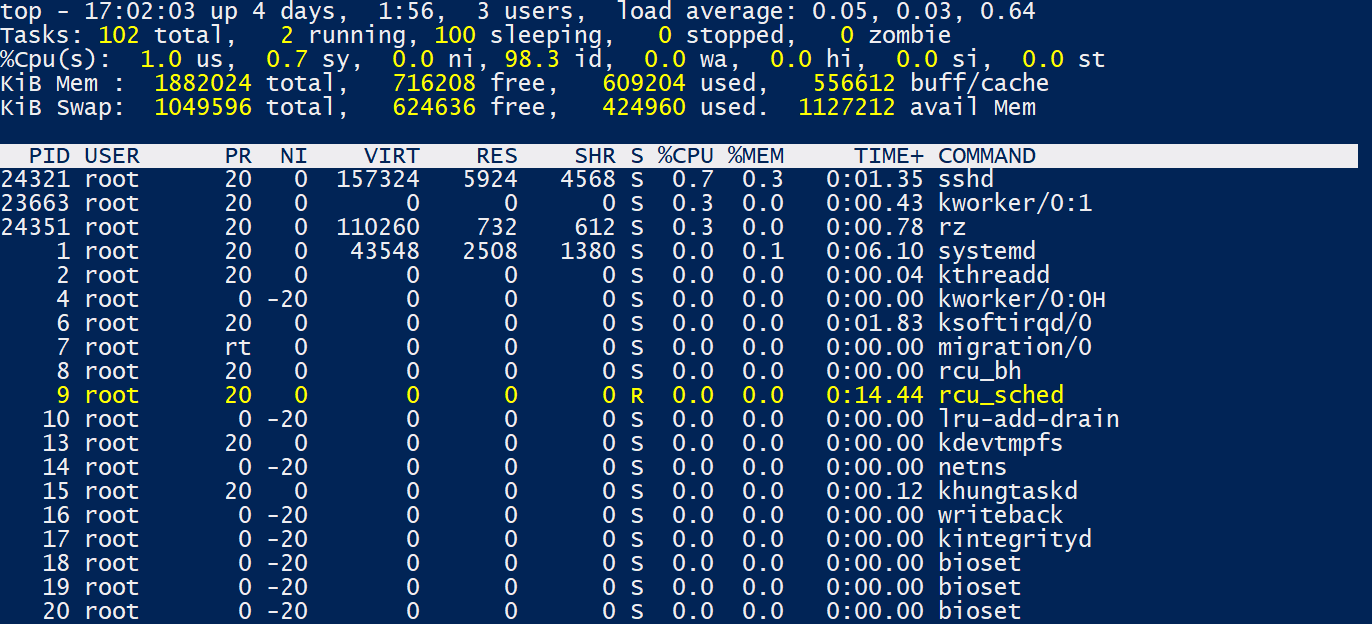 top - 17:02:03 up 4 days,  1:56,  3 users,  load average: 0.05, 0.03, 0.64
Tasks: 102 total,   2 running, 100 sleeping,   0 stopped,   0 zombie
%Cpu(s):  1.0 us,  0.7 sy,  0.0 ni, 98.3 id,  0.0 wa,  0.0 hi,  0.0 si,  0.0 st
KiB Mem :  1882024 total,   716208 free,   609204 used,   556612 buff/cache
KiB Swap:  1049596 total,   624636 free,   424960 used.  1127212 avail Mem
  PID USER      PR  NI    VIRT    RES    SHR S %CPU %MEM     TIME+ COMMAND
24321 root      20   0  157324   5924   4568 S  0.7  0.3   0:01.35 sshd
23663 root      20   0       0      0      0 S  0.3  0.0   0:00.43 kworker/0:1
24351 root      20   0  110260    732    612 S  0.3  0.0   0:00.78 rz
    1 root      20   0   43548   2508   1380 S  0.0  0.1   0:06.10 systemd
    2 root      20   0       0      0      0 S  0.0  0.0   0:00.04 kthreadd
    4 root       0 -20       0      0      0 S  0.0  0.0   0:00.00 kworker/0:0H
    6 root      20   0       0      0      0 S  0.0  0.0   0:01.83 ksoftirqd/0
    7 root      rt   0       0      0      0 S  0.0  0.0   0:00.00 migration/0
    8 root      20   0       0      0      0 S  0.0  0.0   0:00.00 rcu_bh
    9 root      20   0       0      0      0 R  0.0  0.0   0:14.44 rcu_sched
   10 root       0 -20       0      0      0 S  0.0  0.0   0:00.00 lru-add-drain
   13 root      20   0       0      0      0 S  0.0  0.0   0:00.00 kdevtmpfs
   14 root       0 -20       0      0      0 S  0.0  0.0   0:00.00 netns
   15 root      20   0       0      0      0 S  0.0  0.0   0:00.12 khungtaskd
   16 root       0 -20       0      0      0 S  0.0  0.0   0:00.00 writeback
   17 root       0 -20       0      0      0 S  0.0  0.0   0:00.00 kintegrityd
   18 root       0 -20       0      0      0 S  0.0  0.0   0:00.00 bioset
   19 root       0 -20       0      0      0 S  0.0  0.0   0:00.00 bioset
   20 root       0 -20       0      0      0 S  0.0  0.0   0:00.00 bioset